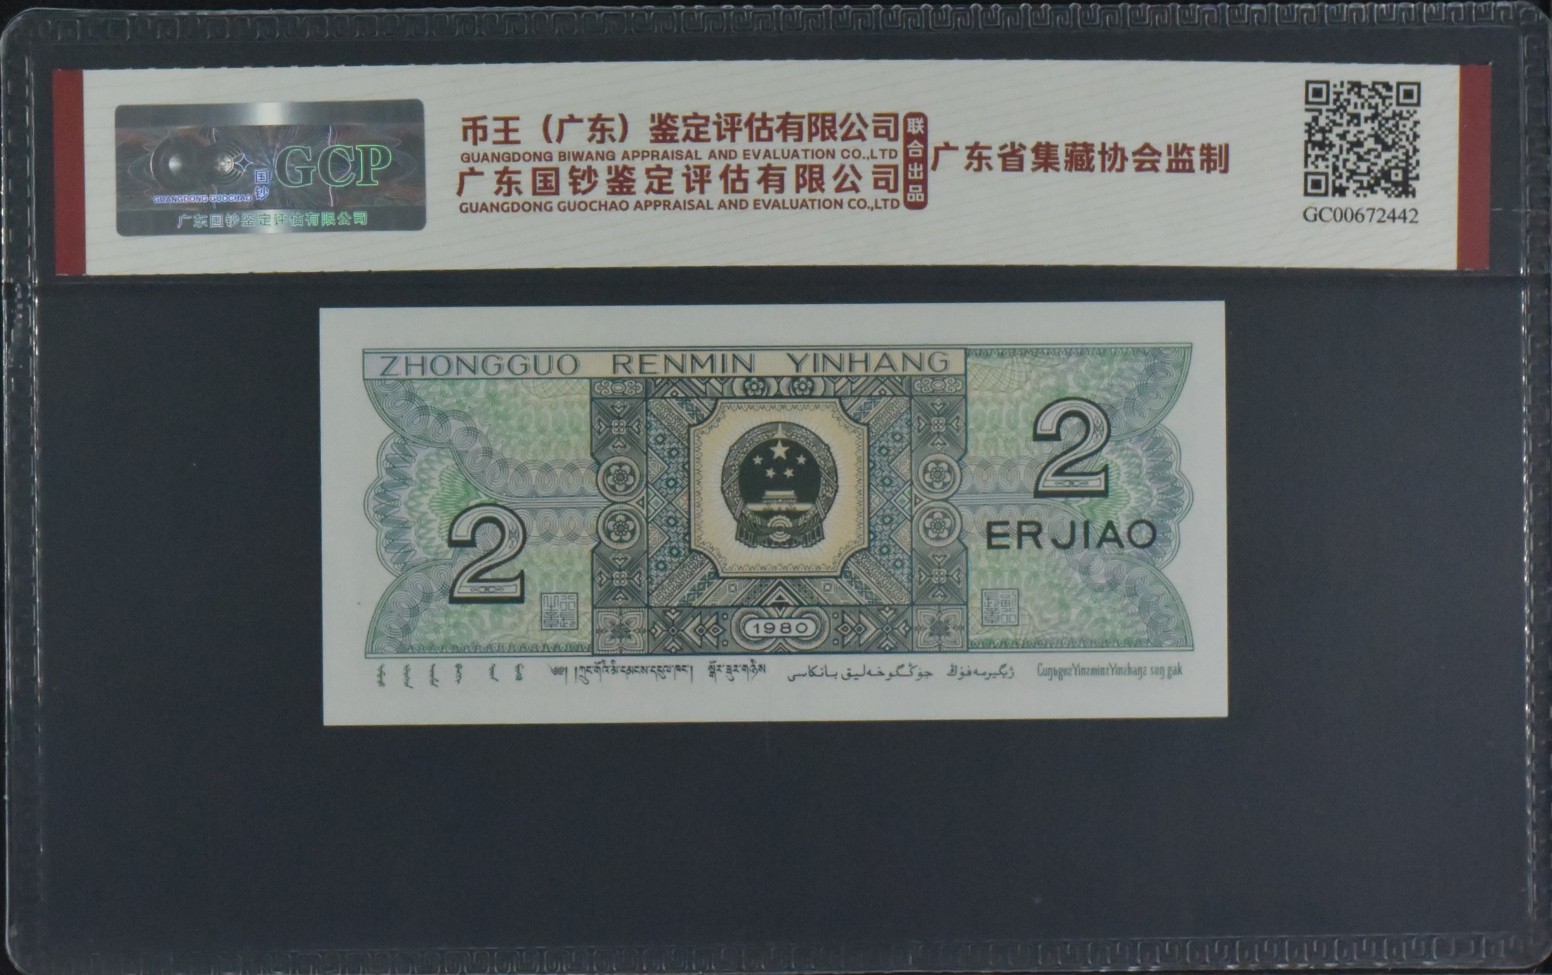 国钞
GCP
GUANGDONG GUOCHAO
广东国钞鉴定评估有限公司
币王（广东）鉴定评估有限公司
GUANGDONG BIWANG APPRAISAL AND EVALUATION CO.,LTD
广东国钞鉴定评估有限公司
GUANGDONG GUOCHAO APPRAISAL AND EVALUATION CO.,LTD
联合出品
广东省集藏协会监制
GC00672442
ZHONGGUO RENMIN YINHANG
2
ERJIAO
2
1980